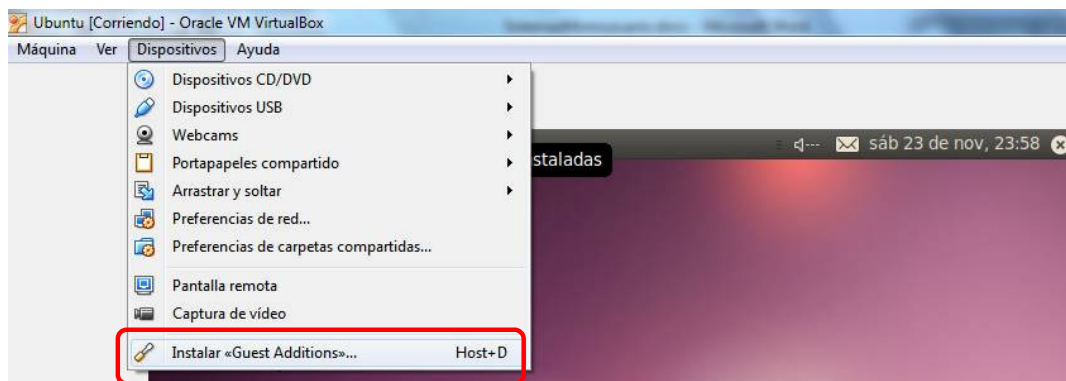 Ubuntu [Corriendo] - Oracle VM VirtualBox
Máquina Ver Dispositivos Ayuda
Dispositivos CD/DVD
Dispositivos USB
Webcams
Portapapeles compartido
staladas
sáb 23 de nov, 23:58
Arrastrar y soltar
Preferencias de red...
Preferencias de carpetas compartidas...
Pantalla remota
Captura de vídeo
Instalar «Guest Additions»... Host+D